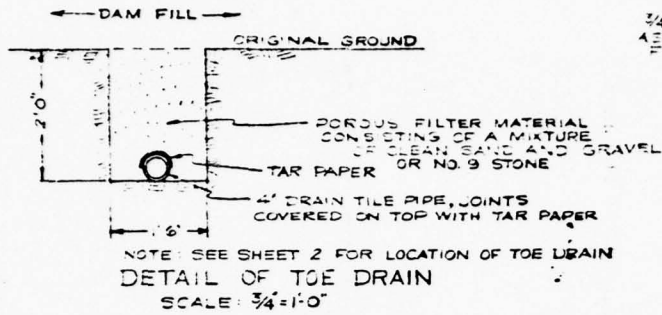 DAM FILL
ORIGINAL GROUND
2'0"
POROUS FILTER MATERIAL
CONSISTING OF A MIXTURE
OF CLEAN SAND AND GRAVEL
OR NO. 9 STONE
TAR PAPER
4" DRAIN TILE PIPE, JOINTS
COVERED ON TOP WITH TAR PAPER
1'6"
NOTE: SEE SHEET 2 FOR LOCATION OF TOE DRAIN
DETAIL OF TOE DRAIN
SCALE: 3/4"=1'-0"